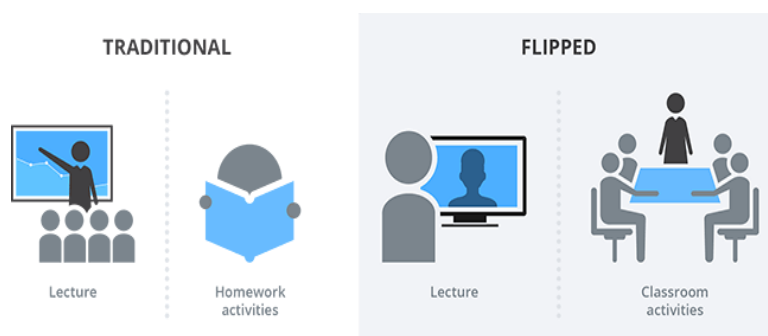 TRADITIONAL
FLIPPED
Lecture
Homework
activities
Lecture
Classroom
activities